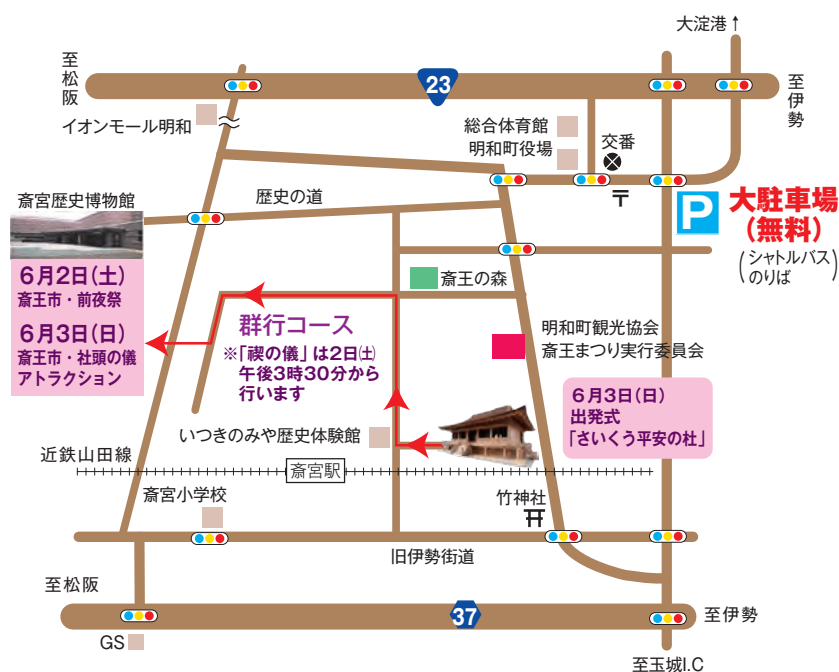 大淀港↑
至松阪
23
至伊勢
イオンモール明和
総合体育館
明和町役場
交番
〒
斎宮歴史博物館
歴史の道
P
大駐車場
(無料)
(シャトルバス
のりば)
6月2日(土)
斎王市・前夜祭
6月3日(日)
斎王市・社頭の儀
アトラクション
斎王の森
群行コース
※「禊の儀」は2日(土)
午後3時30分から
行います
明和町観光協会
斎王まつり実行委員会
6月3日(日)
出発式
「さいくう平安の杜」
いつきのみや歴史体験館
近鉄山田線
斎宮駅
斎宮小学校
竹神社
旧伊勢街道
至松阪
37
至伊勢
GS
至玉城I.C